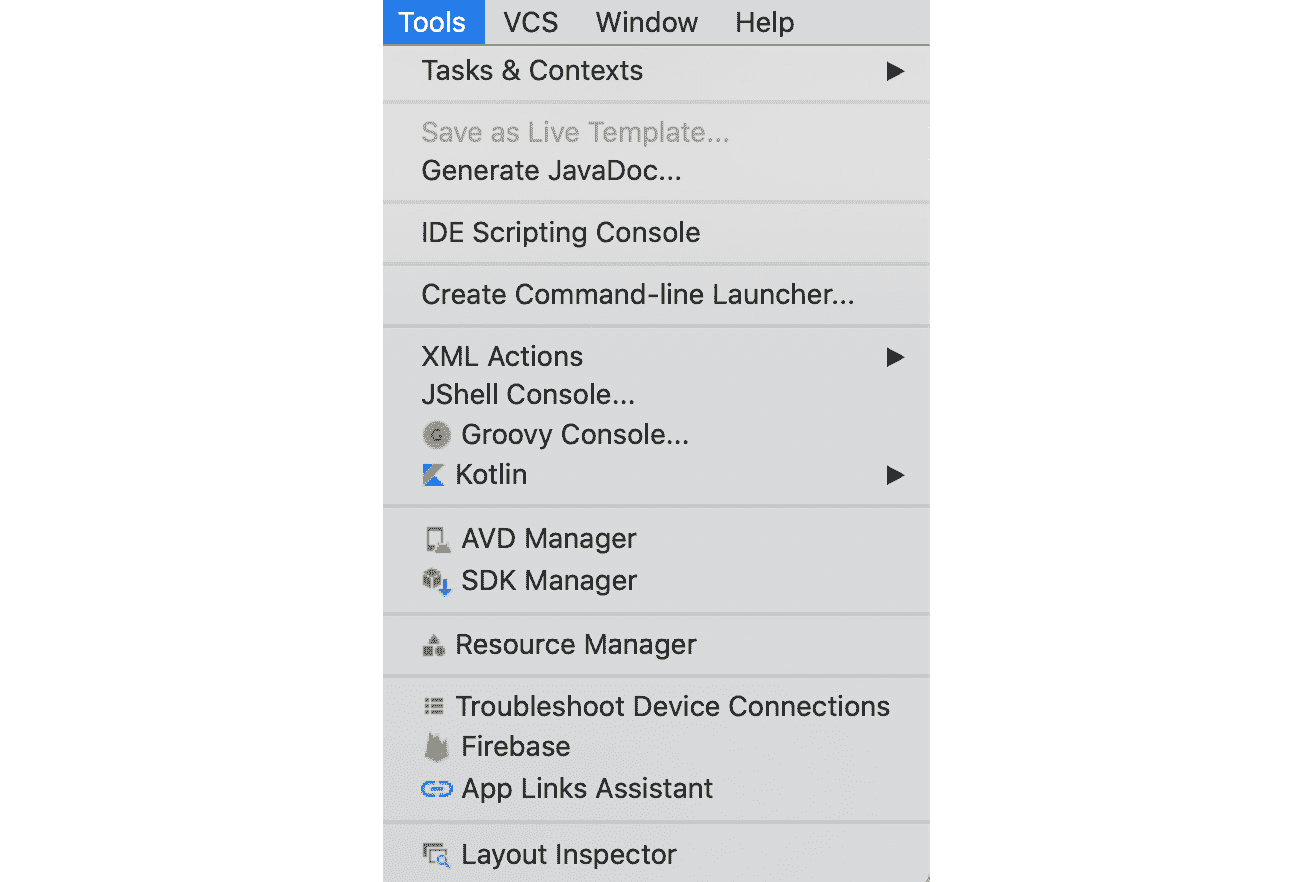 Tools VCS Window Help
Tasks & Contexts
Save as Live Template...
Generate JavaDoc...
IDE Scripting Console
Create Command-line Launcher...
XML Actions
JShell Console...
G Groovy Console...
Kotlin
AVD Manager
SDK Manager
Resource Manager
Troubleshoot Device Connections
Firebase
App Links Assistant
Layout Inspector